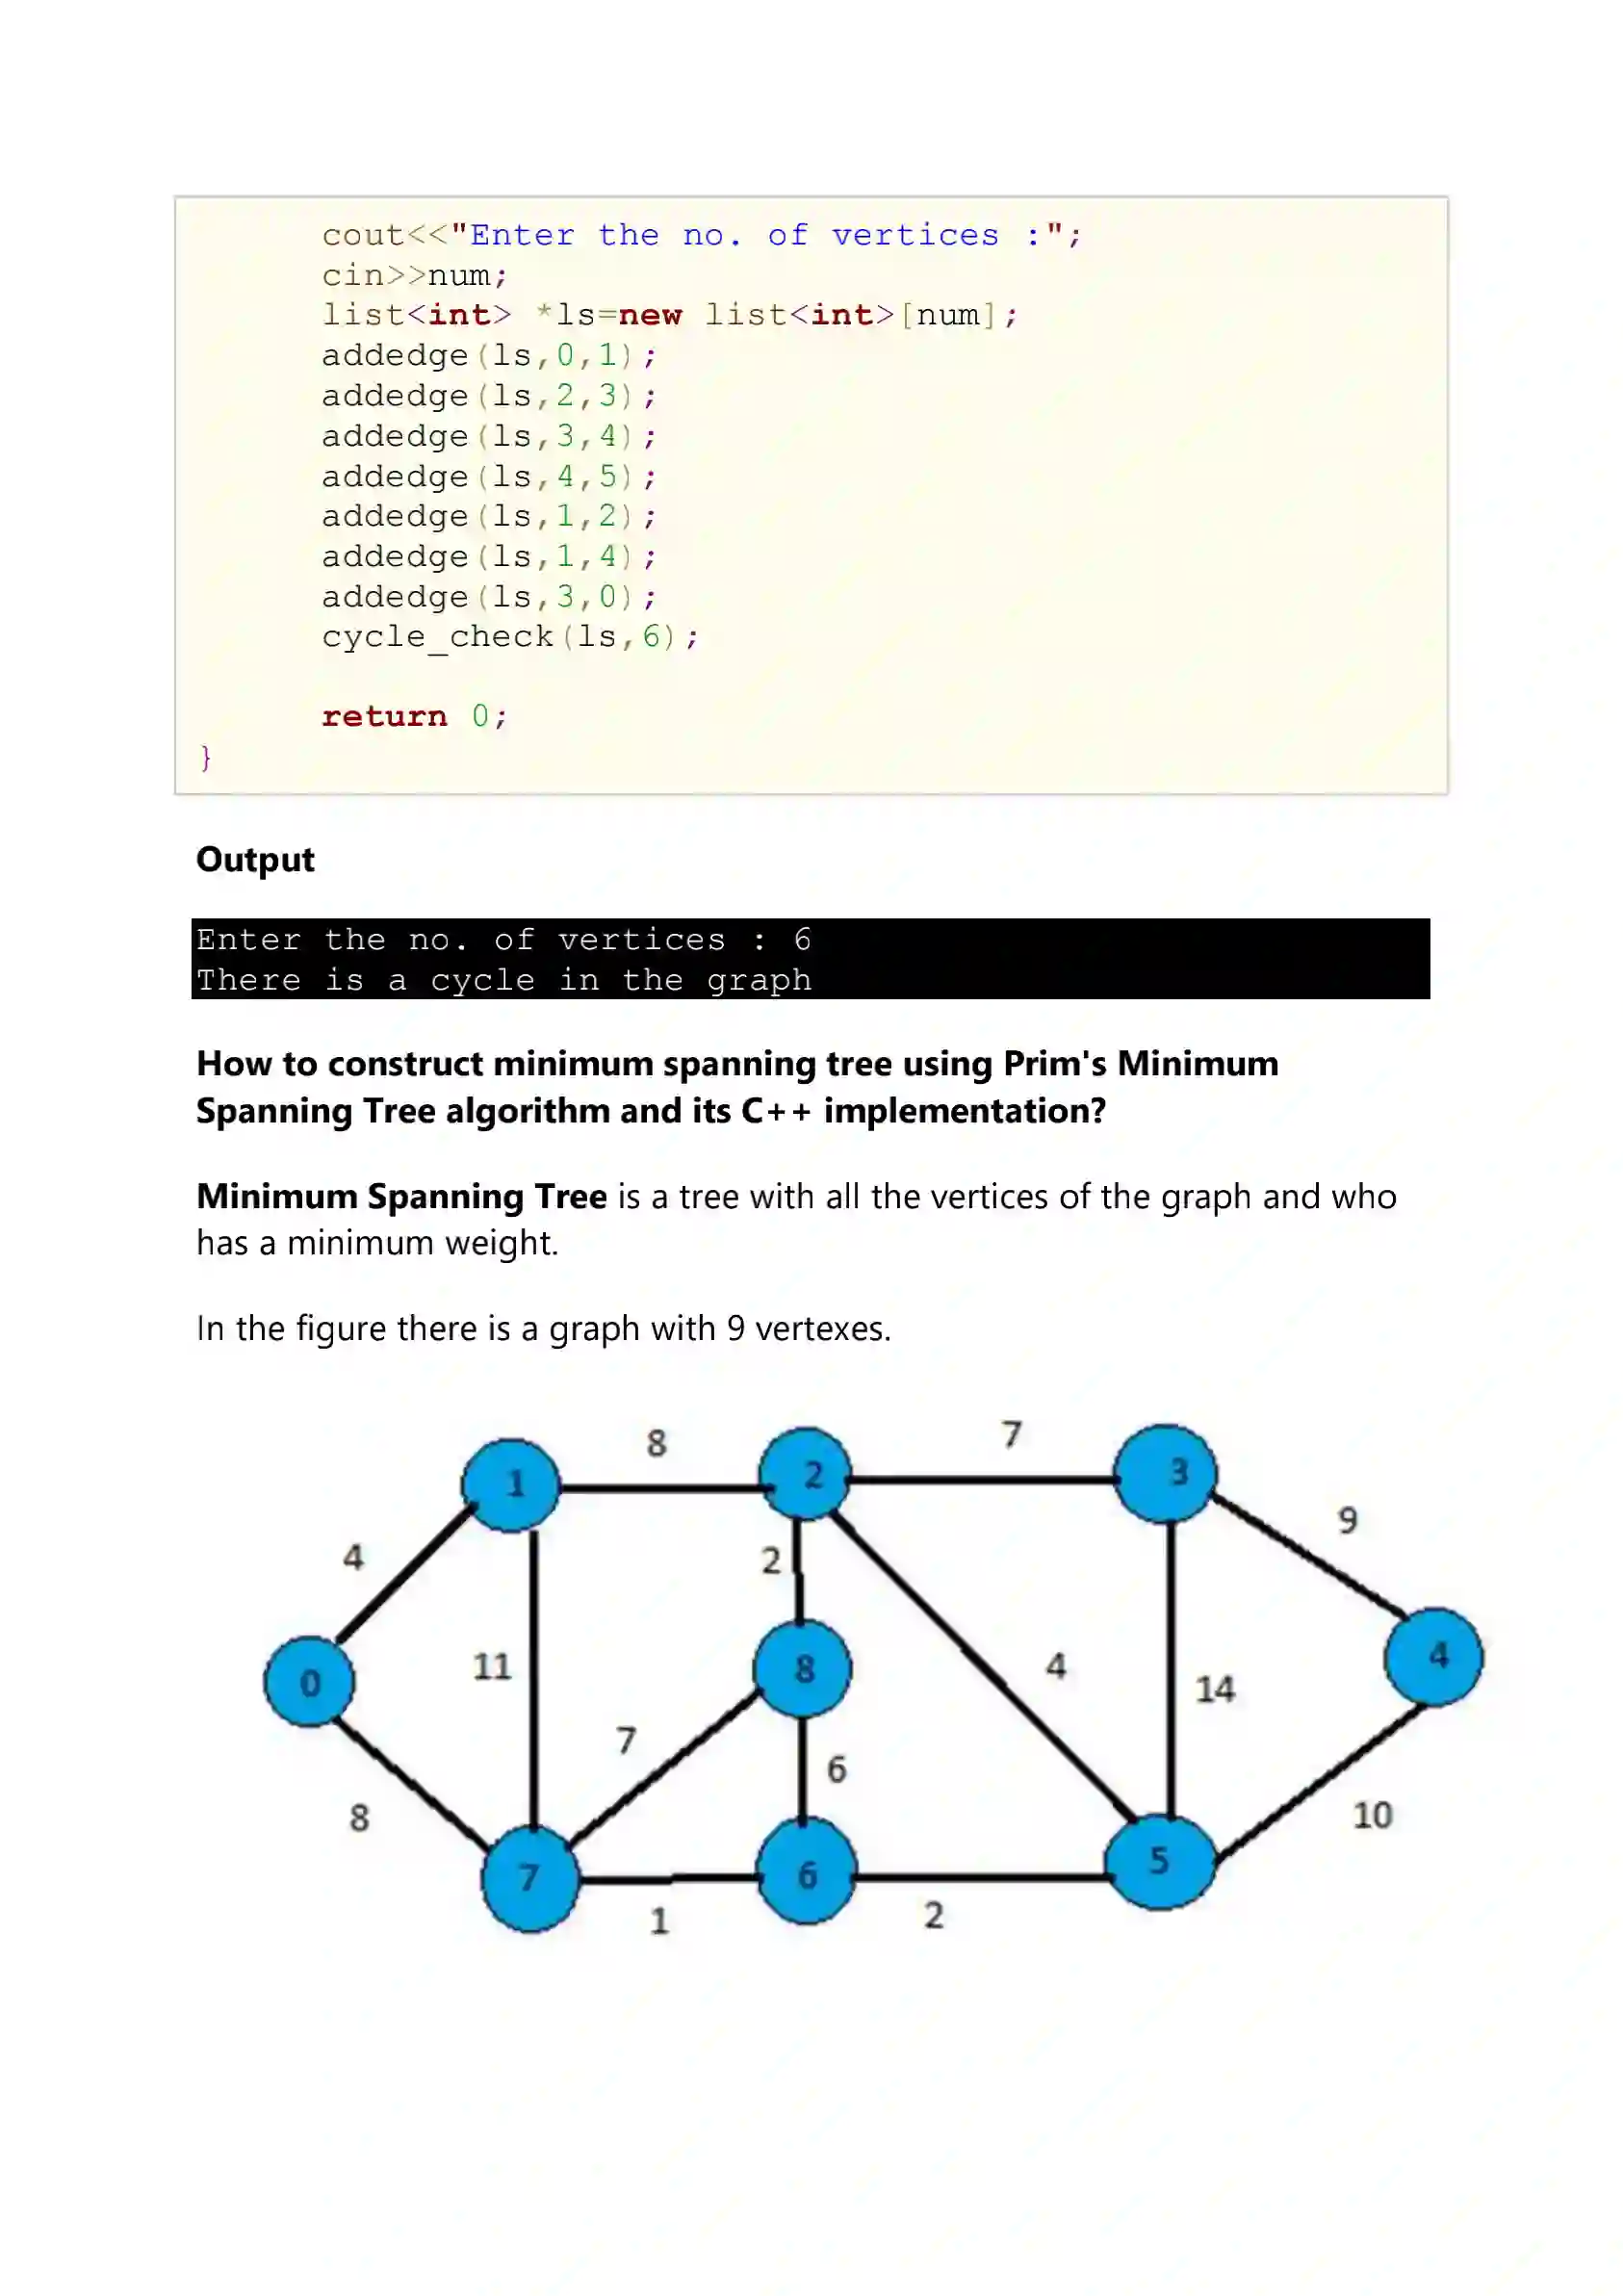 cout<<"Enter the no. of vertices :";
cin>>num;
list<int> *ls=new list<int>[num];
addedge(ls,0,1);
addedge(ls,2,3);
addedge(ls,3,4);
addedge(ls,4,5);
addedge(ls,1,2);
addedge(ls,1,4);
addedge(ls,3,0);
cycle_check(ls,6);
return 0;
}
Output
Enter the no. of vertices : 6
There is a cycle in the graph
How to construct minimum spanning tree using Prim's Minimum
Spanning Tree algorithm and its C++ implementation?
Minimum Spanning Tree is a tree with all the vertices of the graph and who
has a minimum weight.
In the figure there is a graph with 9 vertexes.
8
7
1
2
3
9
4
2
11
8
4
4
0
14
7
6
8
10
7
6
5
1
2